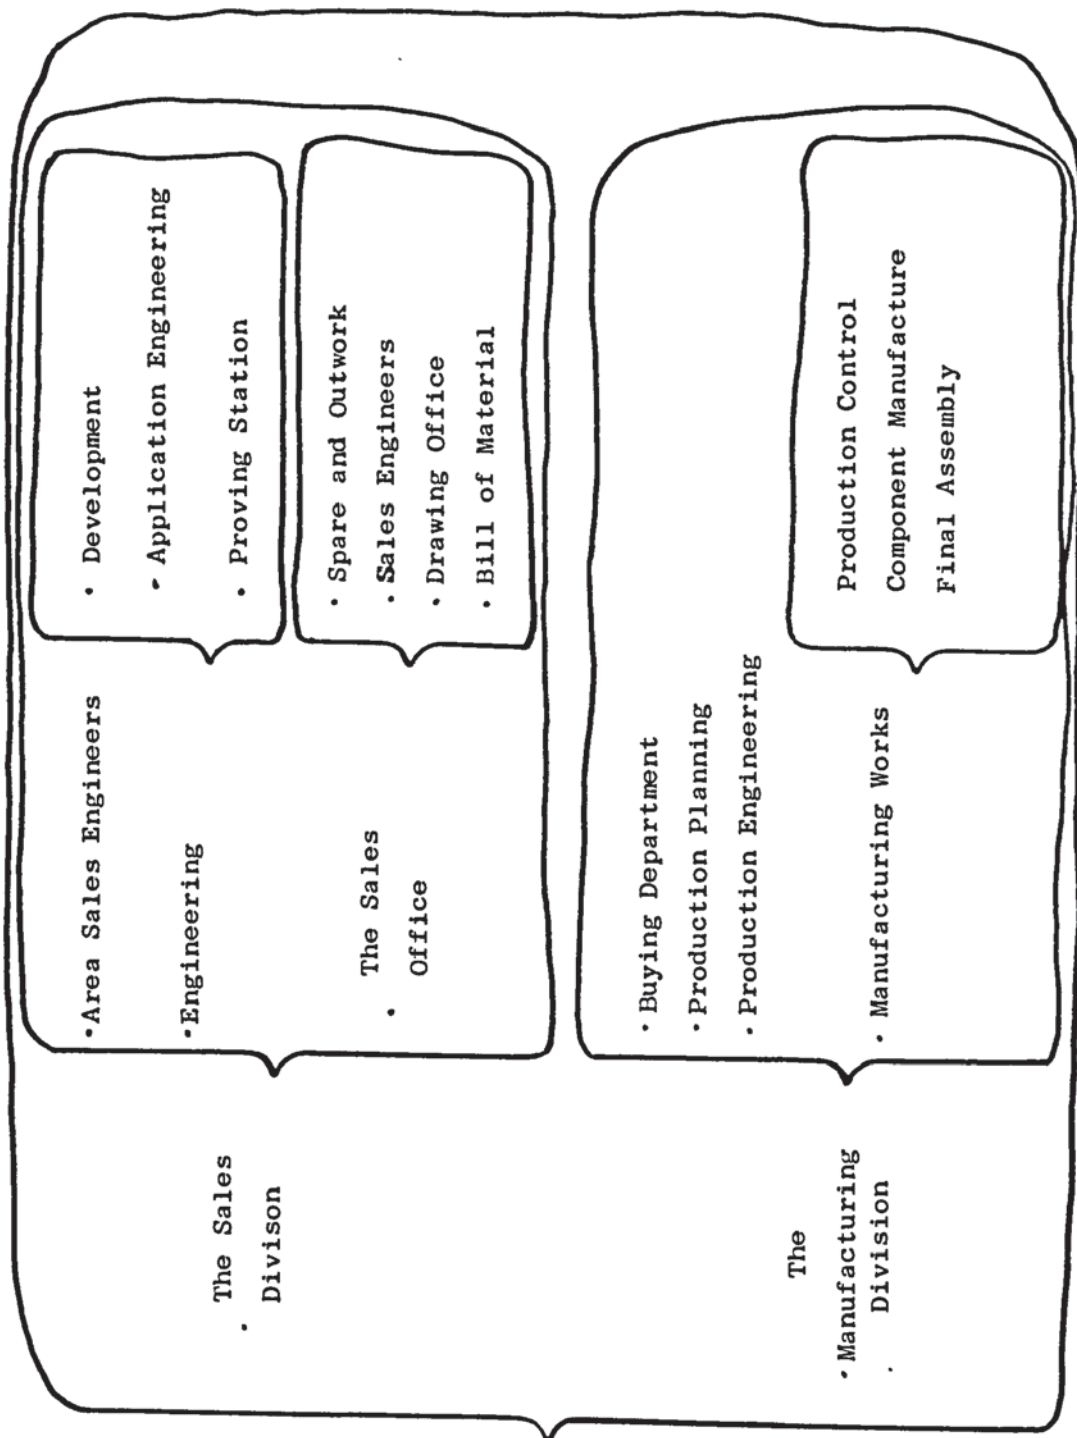 The Sales
· Divison
· Area Sales Engineers
· Engineering
· Development
· Application Engineering
· Proving Station
The Sales
· Office
· Spare and Outwork
· Sales Engineers
· Drawing Office
· Bill of Material
The
· Manufacturing
· Division
· Buying Department
· Production Planning
· Production Engineering
· Manufacturing Works
Production Control
Component Manufacture
Final Assembly